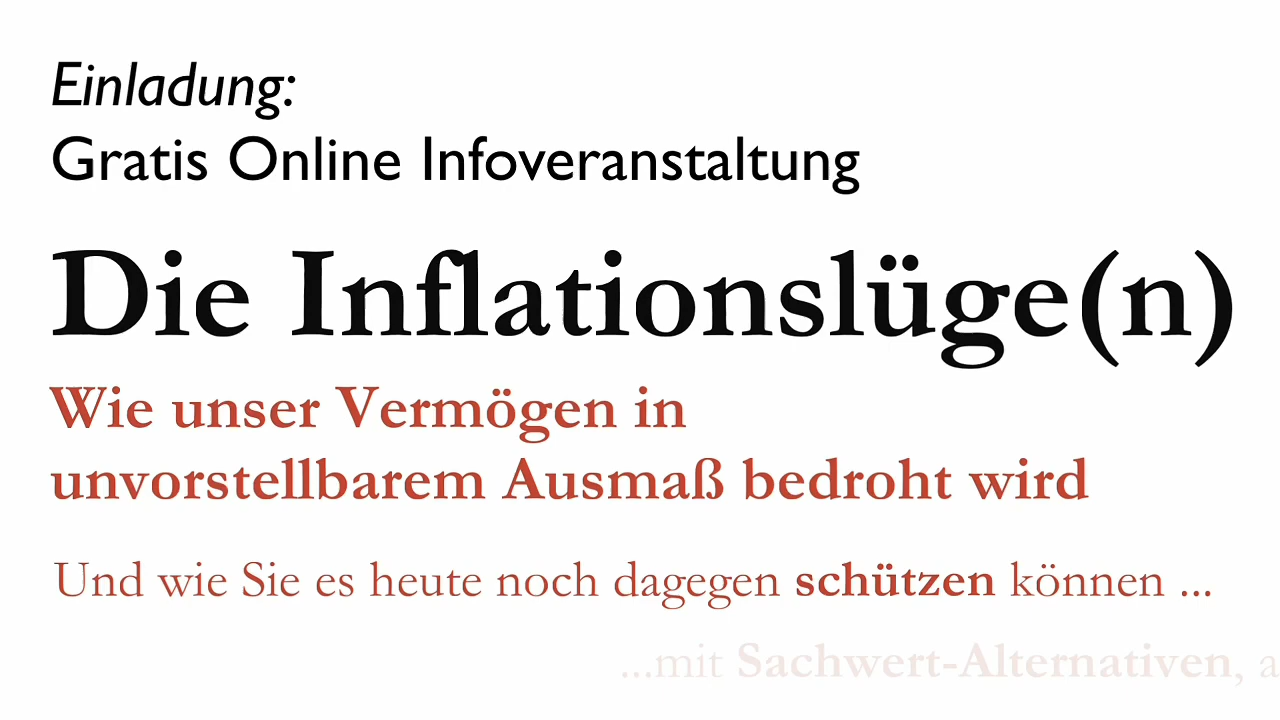 Einladung:
Gratis Online Infoveranstaltung
Die Inflationslüge(n)
Wie unser Vermögen in
unvorstellbarem Ausmaß bedroht wird
Und wie Sie es heute noch dagegen schützen können ...
...mit Sachwert-Alternativen, a